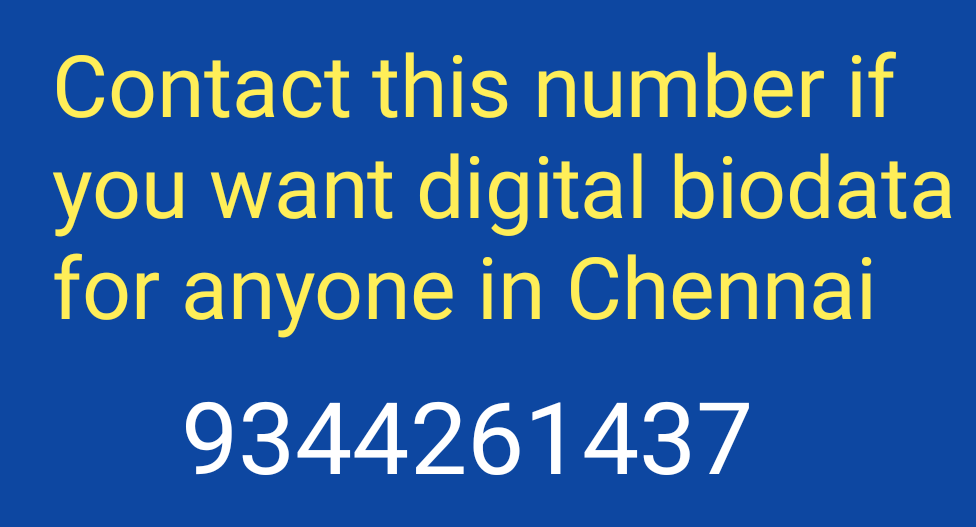 Contact this number if
you want digital biodata
for anyone in Chennai
9344261437